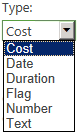 Type:
Cost
Cost
Date
Duration
Flag
Number
Text